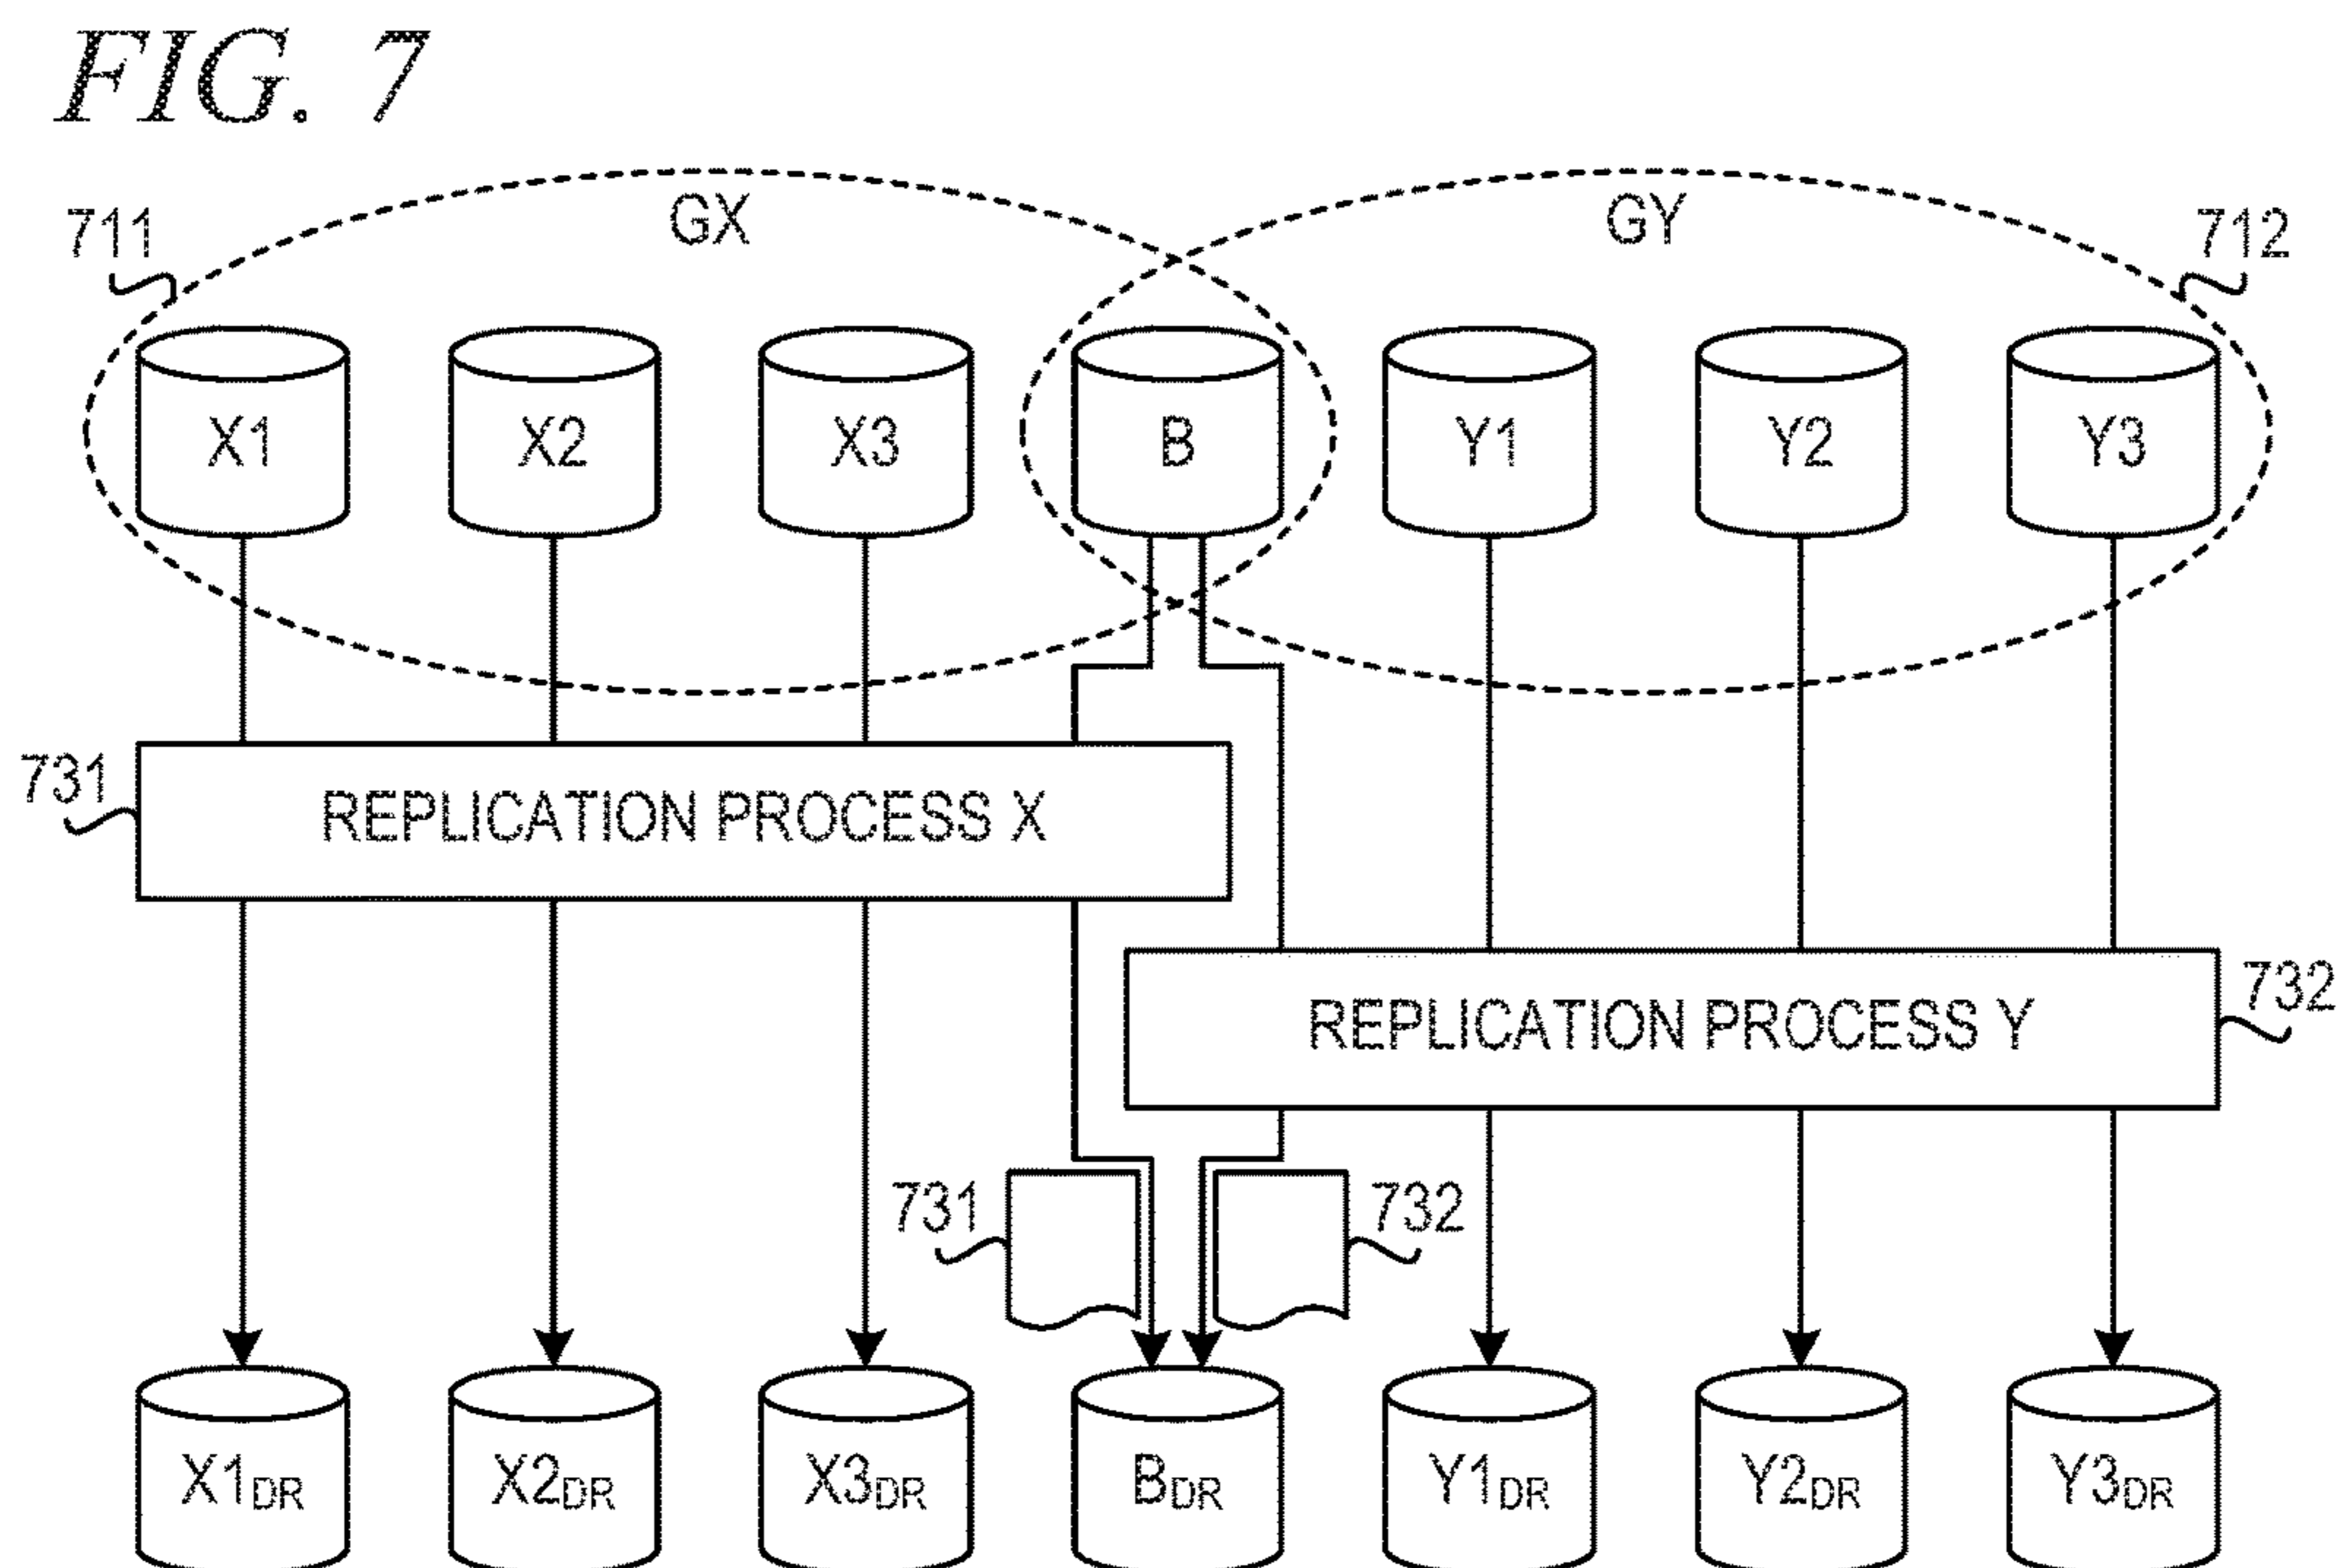 FIG. 7
711 GX GY 712
X1 X2 X3 B Y1 Y2 Y3
731 REPLICATION PROCESS X
REPLICATION PROCESS Y 732
731 732
X1DR X2DR X3DR BDR Y1DR Y2DR Y3DR